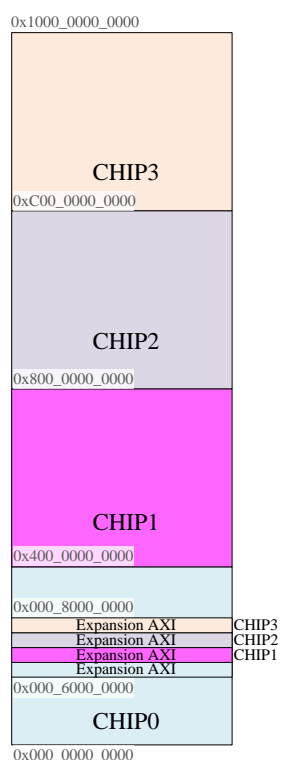 0x1000_0000_0000
CHIP3
0xC00_0000_0000
CHIP2
0x800_0000_0000
CHIP1
0x400_0000_0000
0x000_8000_0000
Expansion AXI CHIP3
Expansion AXI CHIP2
Expansion AXI CHIP1
Expansion AXI
0x000_6000_0000
CHIP0
0x000_0000_0000